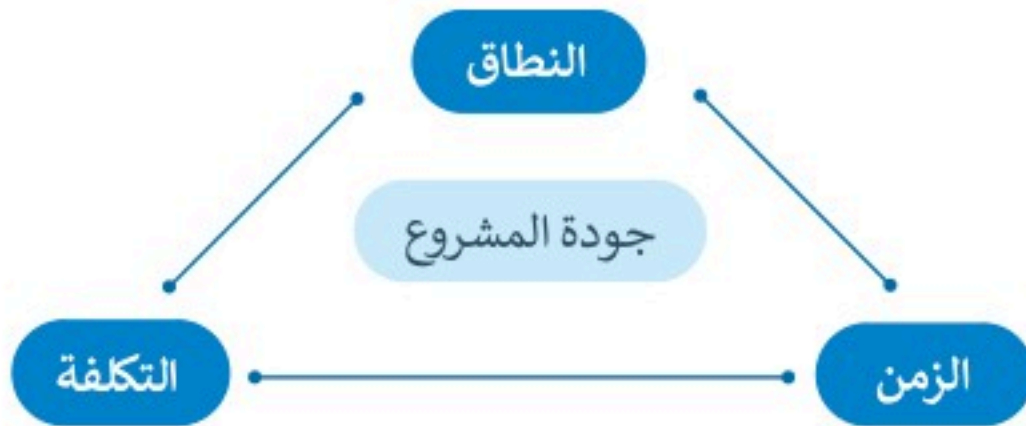 النطاق
جودة المشروع
الزمن
التكلفة